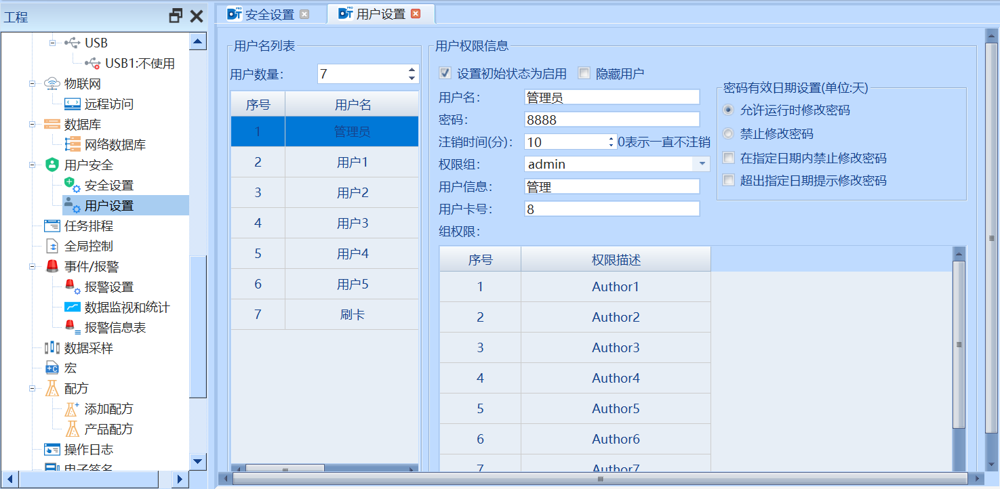 工程
USB
USB1:不使用
物联网
远程访问
数据库
网络数据库
用户安全
安全设置
用户设置
任务排程
全局控制
事件/报警
报警设置
数据监视和统计
报警信息表
数据采样
宏
配方
添加配方
产品配方
操作日志
电子签名
安全设置
用户设置
用户名列表
用户数量： 7
序号 用户名
1 管理员
2 用户1
3 用户2
4 用户3
5 用户4
6 用户5
7 刷卡
用户权限信息
设置初始状态为启用 隐藏用户
用户名： 管理员
密码： 8888
注销时间(分)： 10 0表示一直不注销
权限组： admin
用户信息： 管理
用户卡号： 8
组权限：
密码有效日期设置(单位:天)
允许运行时修改密码
禁止修改密码
在指定日期内禁止修改密码
超出指定日期提示修改密码
序号 权限描述
1 Author1
2 Author2
3 Author3
4 Author4
5 Author5
6 Author6
7 Author7